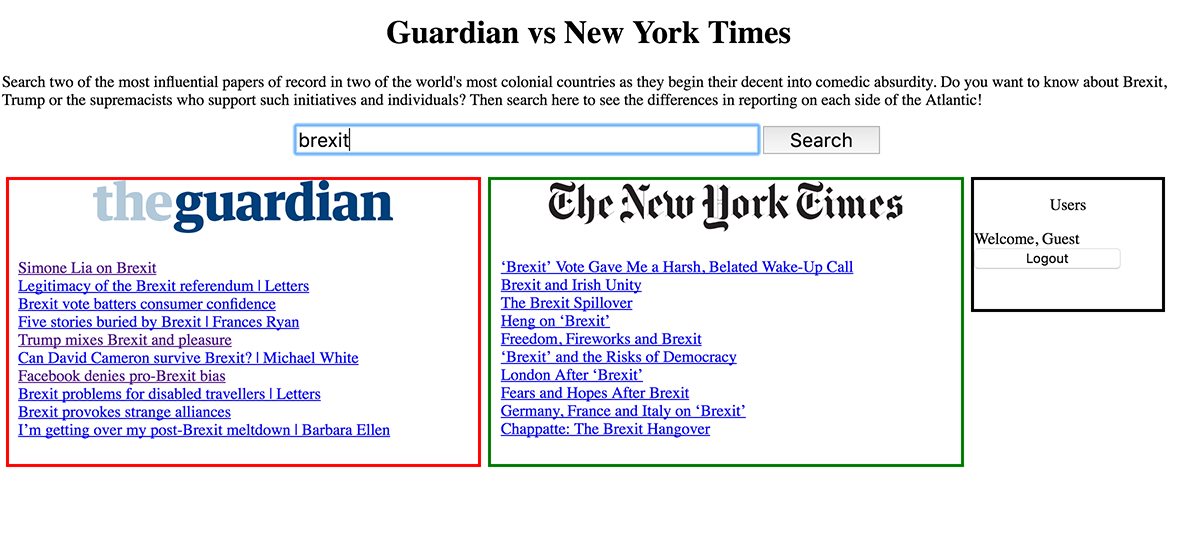 Guardian vs New York Times
Search two of the most influential papers of record in two of the world's most colonial countries as they begin their decent into comedic absurdity. Do you want to know about Brexit,
Trump or the supremacists who support such initiatives and individuals? Then search here to see the differences in reporting on each side of the Atlantic!
brexit Search
theguardian
Simone Lia on Brexit
Legitimacy of the Brexit referendum | Letters
Brexit vote batters consumer confidence
Five stories buried by Brexit | Frances Ryan
Trump mixes Brexit and pleasure
Can David Cameron survive Brexit? | Michael White
Facebook denies pro-Brexit bias
Brexit problems for disabled travellers | Letters
Brexit provokes strange alliances
I’m getting over my post-Brexit meltdown | Barbara Ellen
The New York Times
‘Brexit’ Vote Gave Me a Harsh, Belated Wake-Up Call
Brexit and Irish Unity
The Brexit Spillover
Heng on ‘Brexit’
Freedom, Fireworks and Brexit
‘Brexit’ and the Risks of Democracy
London After ‘Brexit’
Fears and Hopes After Brexit
Germany, France and Italy on ‘Brexit’
Chappatte: The Brexit Hangover
Users
Welcome, Guest
Logout